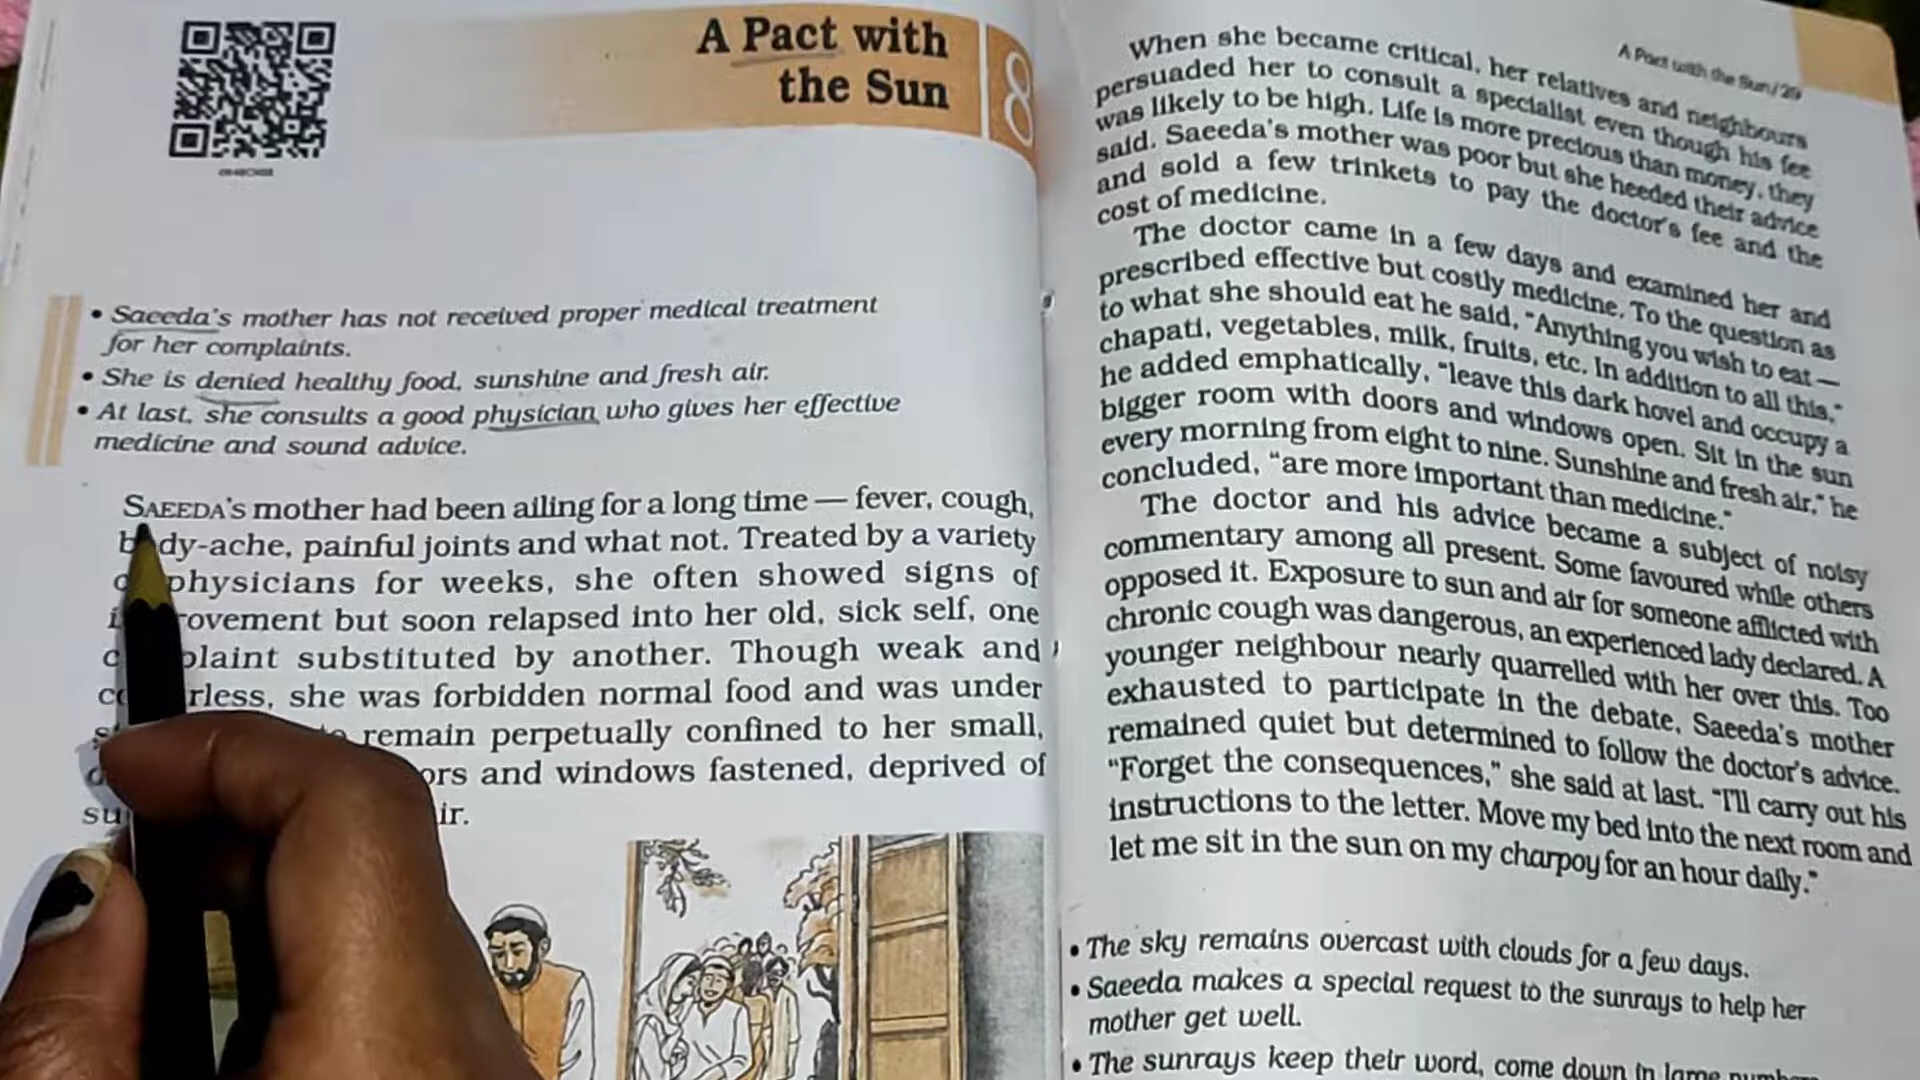 A Pact with
the Sun
8
• Saeeda's mother has not received proper medical treatment
for her complaints.
• She is denied healthy food, sunshine and fresh air.
• At last, she consults a good physician who gives her effective
medicine and sound advice.
SAEEDA'S mother had been ailing for a long time — fever, cough,
body-ache, painful joints and what not. Treated by a variety
physicians for weeks, she often showed signs of
rovement but soon relapsed into her old, sick self, one
plaint substituted by another. Though weak and
rless, she was forbidden normal food and was under
remain perpetually confined to her small,
ors and windows fastened, deprived of
su ir.
A Pact with the Sun/29
When she became critical, her relatives and neighbours
persuaded her to consult a specialist even though his fee
was likely to be high. Life is more precious than money, they
said. Saeeda's mother was poor but she heeded their advice
and sold a few trinkets to pay the doctor's fee and the
cost of medicine.
The doctor came in a few days and examined her and
prescribed effective but costly medicine. To the question as
to what she should eat he said, "Anything you wish to eat —
chapati, vegetables, milk, fruits, etc. In addition to all this,"
he added emphatically, "leave this dark hovel and occupy a
bigger room with doors and windows open. Sit in the sun
every morning from eight to nine. Sunshine and fresh air," he
concluded, "are more important than medicine."
The doctor and his advice became a subject of noisy
commentary among all present. Some favoured while others
opposed it. Exposure to sun and air for someone afflicted with
chronic cough was dangerous, an experienced lady declared. A
younger neighbour nearly quarrelled with her over this. Too
exhausted to participate in the debate, Saeeda's mother
remained quiet but determined to follow the doctor's advice.
"Forget the consequences," she said at last. "I'll carry out his
instructions to the letter. Move my bed into the next room and
let me sit in the sun on my charpoy for an hour daily."
• The sky remains overcast with clouds for a few days.
• Saeeda makes a special request to the sunrays to help her
mother get well.
• The sunrays keep their word, come down in large numbers